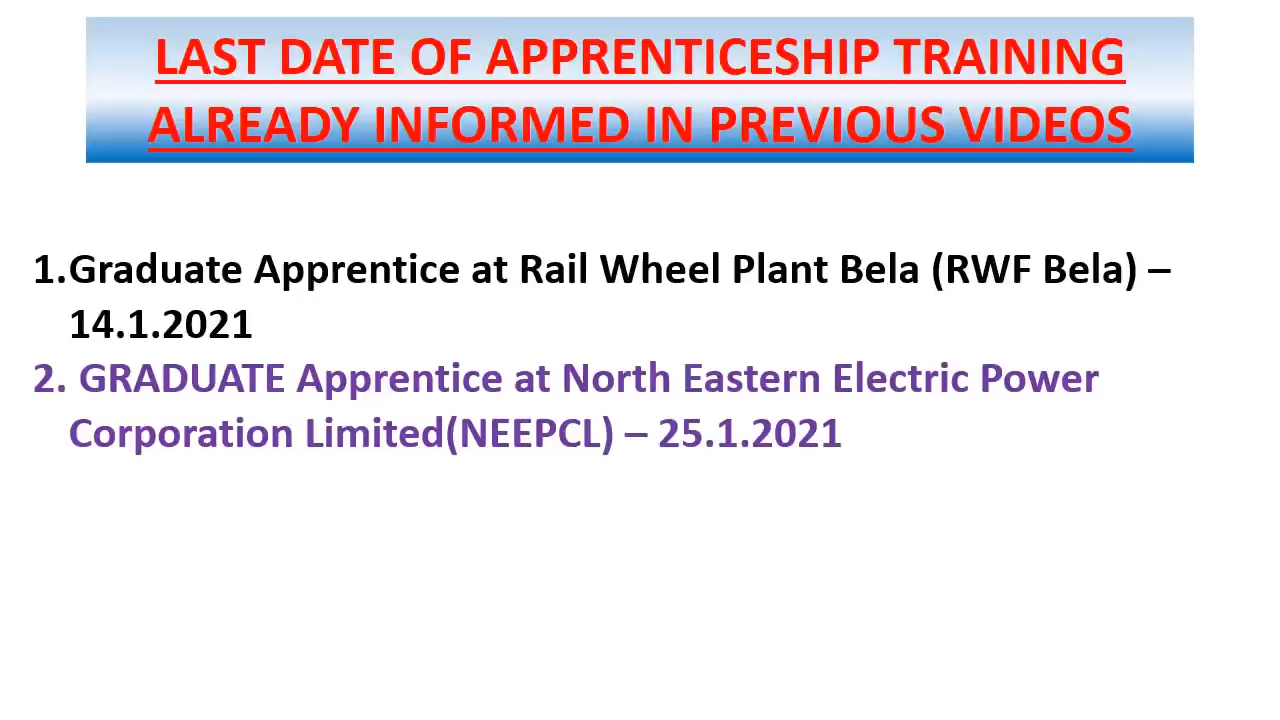 LAST DATE OF APPRENTICESHIP TRAINING
ALREADY INFORMED IN PREVIOUS VIDEOS
1.Graduate Apprentice at Rail Wheel Plant Bela (RWF Bela) –
14.1.2021
2. GRADUATE Apprentice at North Eastern Electric Power
Corporation Limited(NEEPCL) – 25.1.2021